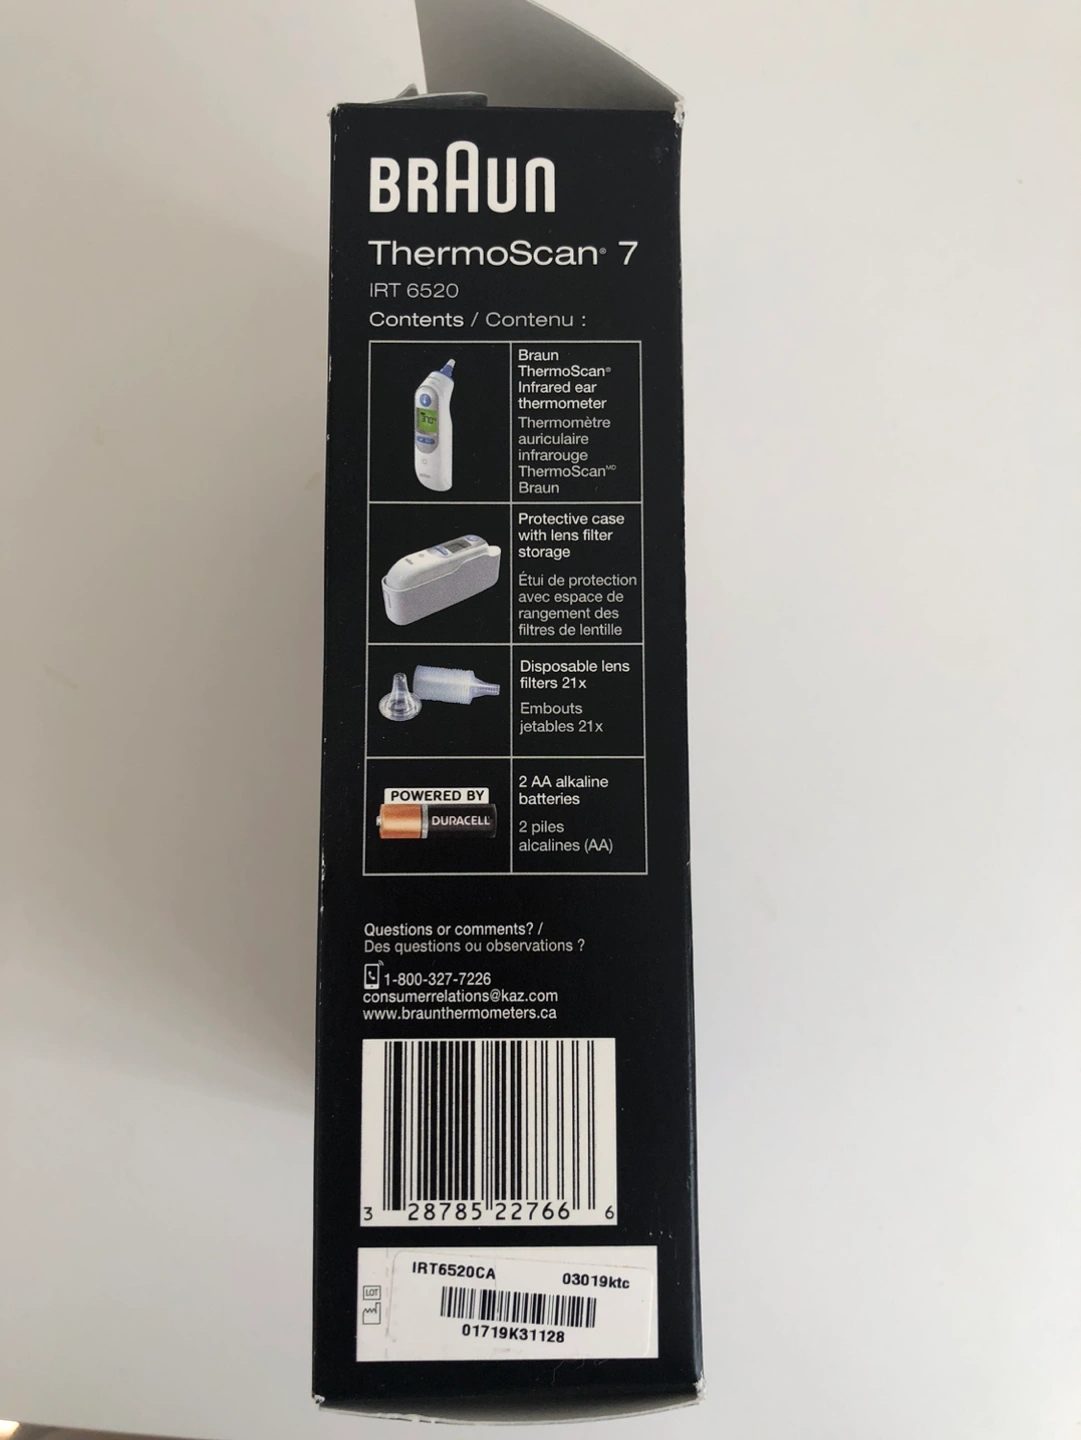 BRAUN
ThermoScan® 7
IRT 6520
Contents / Contenu :
Braun
ThermoScan®
Infrared ear
thermometer
Thermomètre
auriculaire
infrarouge
ThermoScan MD
Braun
Protective case
with lens filter
storage
Étui de protection
avec espace de
rangement des
filtres de lentille
Disposable lens
filters 21x
Embouts
jetables 21x
POWERED BY
DURACELL
2 AA alkaline
batteries
2 piles
alcalines (AA)
Questions or comments? /
Des questions ou observations ?
1-800-327-7226
consumerrelations@kaz.com
www.braunthermometers.ca
3 28785 22766 6
LOT
IRT6520CA 03019ktc
01719K31128